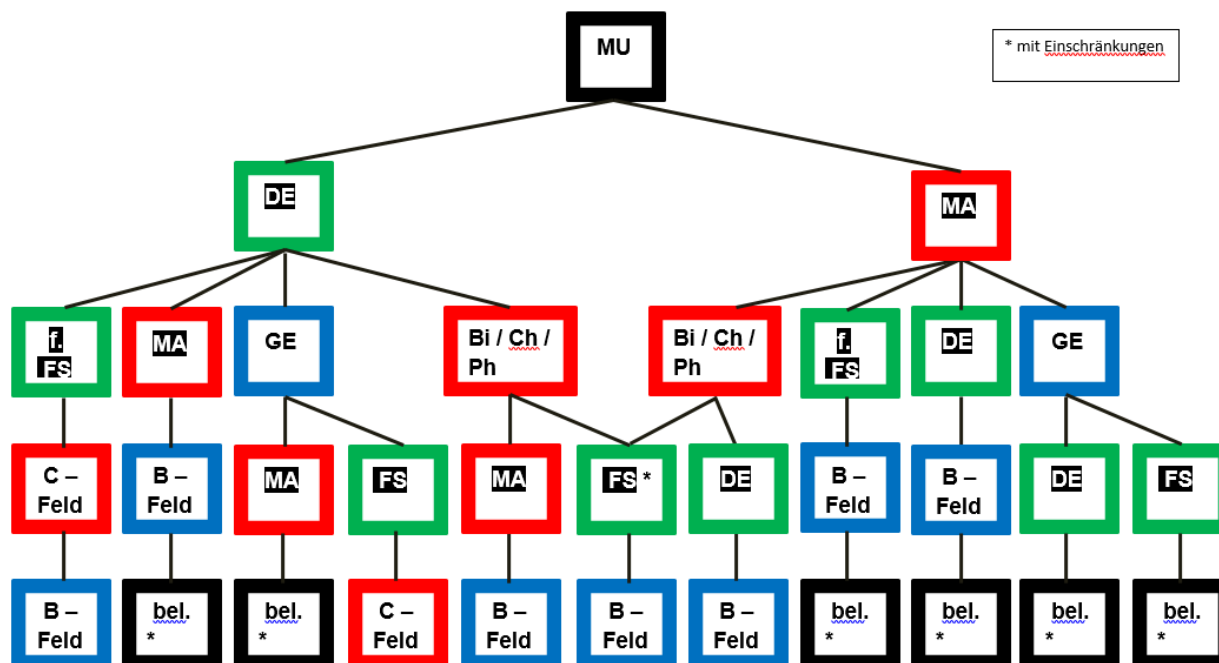 MU
* mit Einschränkungen
DE
MA
f.
FS
MA
GE
Bi / Ch /
Ph
Bi / Ch /
Ph
f.
FS
DE
GE
C –
Feld
B –
Feld
MA
FS
MA
FS *
DE
B –
Feld
B –
Feld
DE
FS
B –
Feld
bel.
*
bel.
*
C –
Feld
B –
Feld
B –
Feld
B –
Feld
bel.
*
bel.
*
bel.
*
bel.
*